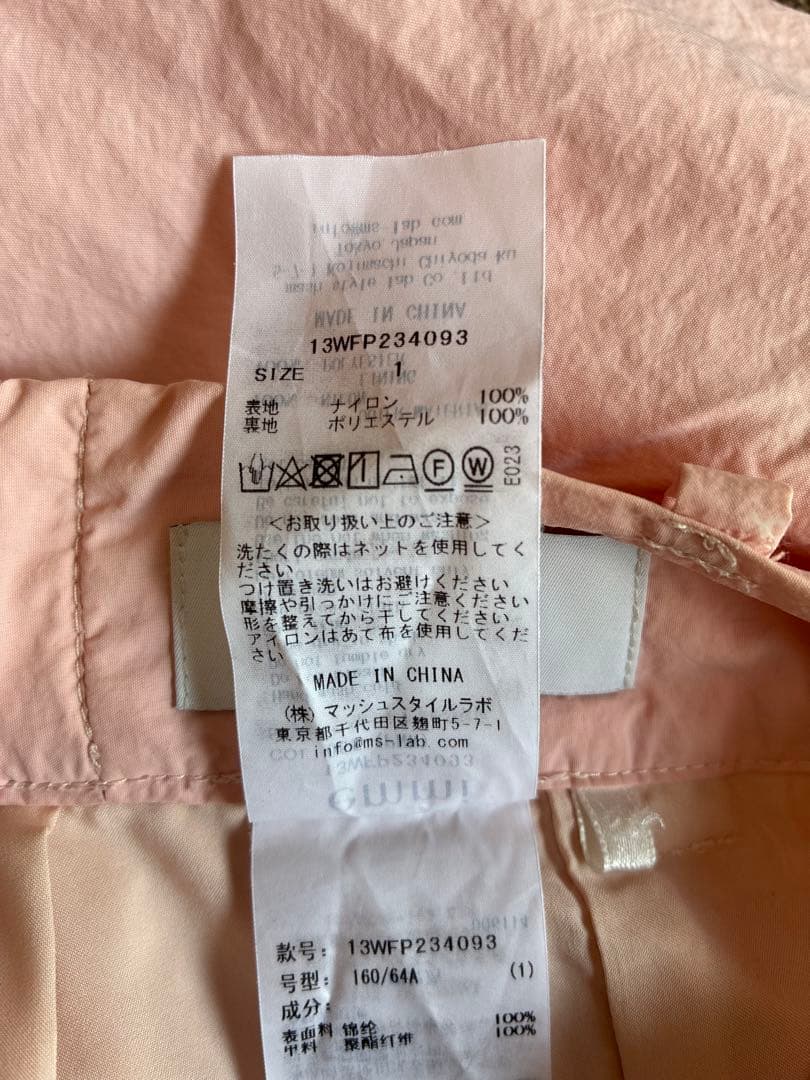 13WFP234093
SIZE 1
表地 ナイロン 100%
裏地 ポリエステル 100%
F W
E023
<お取り扱い上のご注意>
洗たくの際はネットを使用してく
ださい
つけ置き洗いはお避けください
摩擦や引っかけにご注意ください
形を整えてから干してください
アイロンはあて布を使用してくだ
さい
MADE IN CHINA
(株) マッシュスタイルラボ
東京都千代田区麹町5-7-1
info@ms-lab.com
款号: 13WFP234093
号型: 160/64A (1)
成分:
表面料 锦纶 100%
里料 聚酯纤维 100%